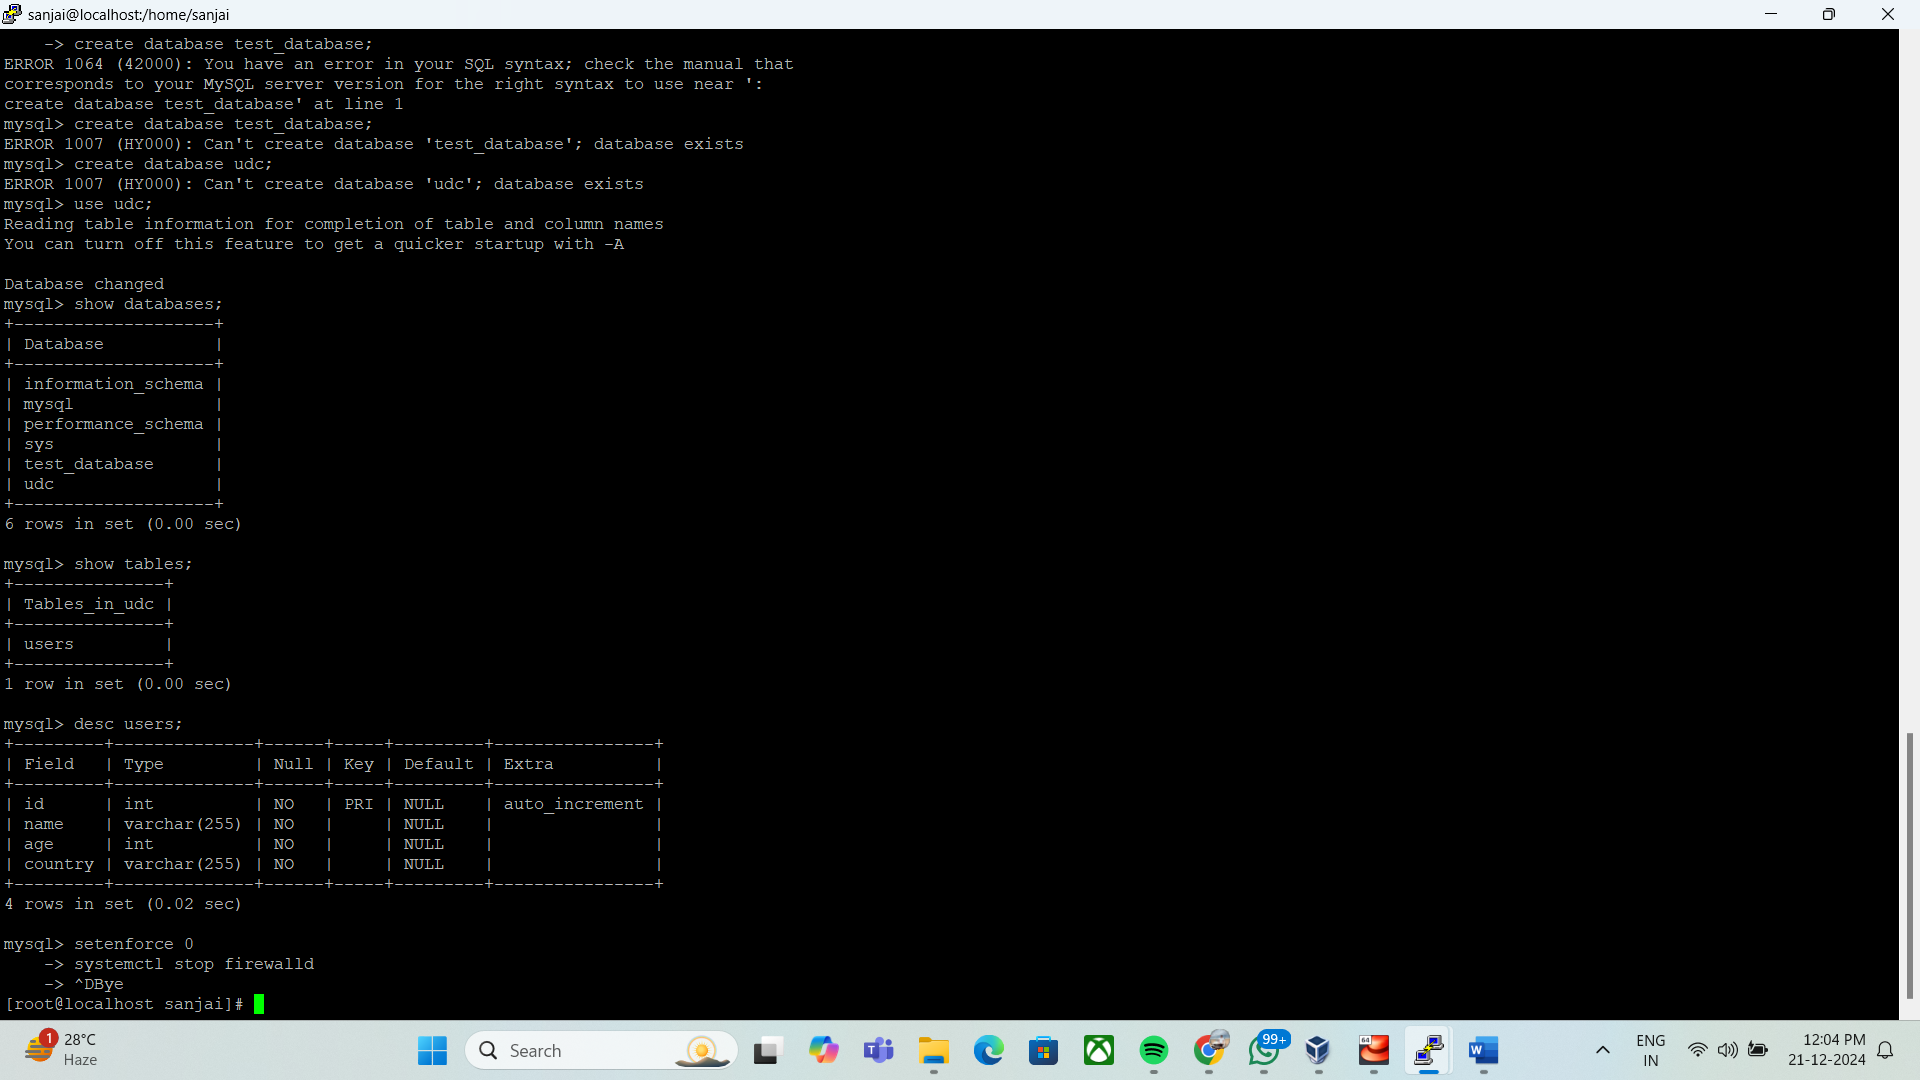 sanjai@localhost:/home/sanjai
    -> create database test_database;
ERROR 1064 (42000): You have an error in your SQL syntax; check the manual that
corresponds to your MySQL server version for the right syntax to use near ':
create database test_database' at line 1
mysql> create database test_database;
ERROR 1007 (HY000): Can't create database 'test_database'; database exists
mysql> create database udc;
ERROR 1007 (HY000): Can't create database 'udc'; database exists
mysql> use udc;
Reading table information for completion of table and column names
You can turn off this feature to get a quicker startup with -A
Database changed
mysql> show databases;
+--------------------+
| Database           |
+--------------------+
| information_schema |
| mysql              |
| performance_schema |
| sys                |
| test_database      |
| udc                |
+--------------------+
6 rows in set (0.00 sec)
mysql> show tables;
+---------------+
| Tables_in_udc |
+---------------+
| users         |
+---------------+
1 row in set (0.00 sec)
mysql> desc users;
+---------+--------------+------+-----+---------+----------------+
| Field   | Type         | Null | Key | Default | Extra          |
+---------+--------------+------+-----+---------+----------------+
| id      | int          | NO   | PRI | NULL    | auto_increment |
| name    | varchar(255) | NO   |     | NULL    |                |
| age     | int          | NO   |     | NULL    |                |
| country | varchar(255) | NO   |     | NULL    |                |
+---------+--------------+------+-----+---------+----------------+
4 rows in set (0.02 sec)
mysql> setenforce 0
    -> systemctl stop firewalld
    -> ^DBye
[root@localhost sanjai]#
1
28°C
Haze
Search
99+
64
W
ENG
IN
12:04 PM
21-12-2024